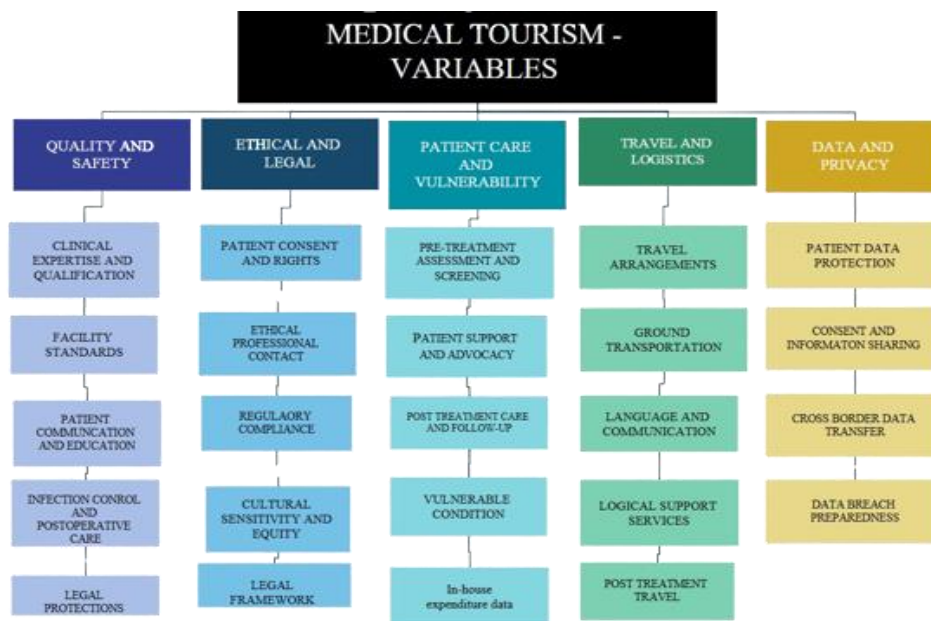 MEDICAL TOURISM -
VARIABLES
QUALITY AND
SAFETY
CLINICAL
EXPERTISE AND
QUALIFICATION
FACILITY
STANDARDS
PATIENT
COMMUNCATION
AND EDUCATION
INFECTION CONROL
AND
POSTOPERATIVE
CARE
LEGAL
PROTECTIONS
ETHICAL AND
LEGAL
PATIENT CONSENT
AND RIGHTS
ETHICAL
PROFESSIONAL
CONTACT
REGULAORY
COMPLIANCE
CULTURAL
SENSITIVITY AND
EQUITY
LEGAL
FRAMEWORK
PATIENT CARE
AND
VULNERABILITY
PRE-TREATMENT
ASSESSMENT AND
SCREENING
PATIENT SUPPORT
AND ADVOCACY
POST TREATMENT CARE
AND FOLLOW-UP
VULNERABLE
CONDITION
In-house
expenditure data
TRAVEL AND
LOGISTICS
TRAVEL
ARRANGEMENTS
GROUND
TRANSPORTATION
LANGUAGE AND
COMMUNICATION
LOGICAL SUPPORT
SERVICES
POST TREATMENT
TRAVEL
DATA AND
PRIVACY
PATIENT DATA
PROTECTION
CONSENT AND
INFORMATON SHARING
CROSS BORDER DATA
TRANSFER
DATA BREACH
PREPAREDNESS